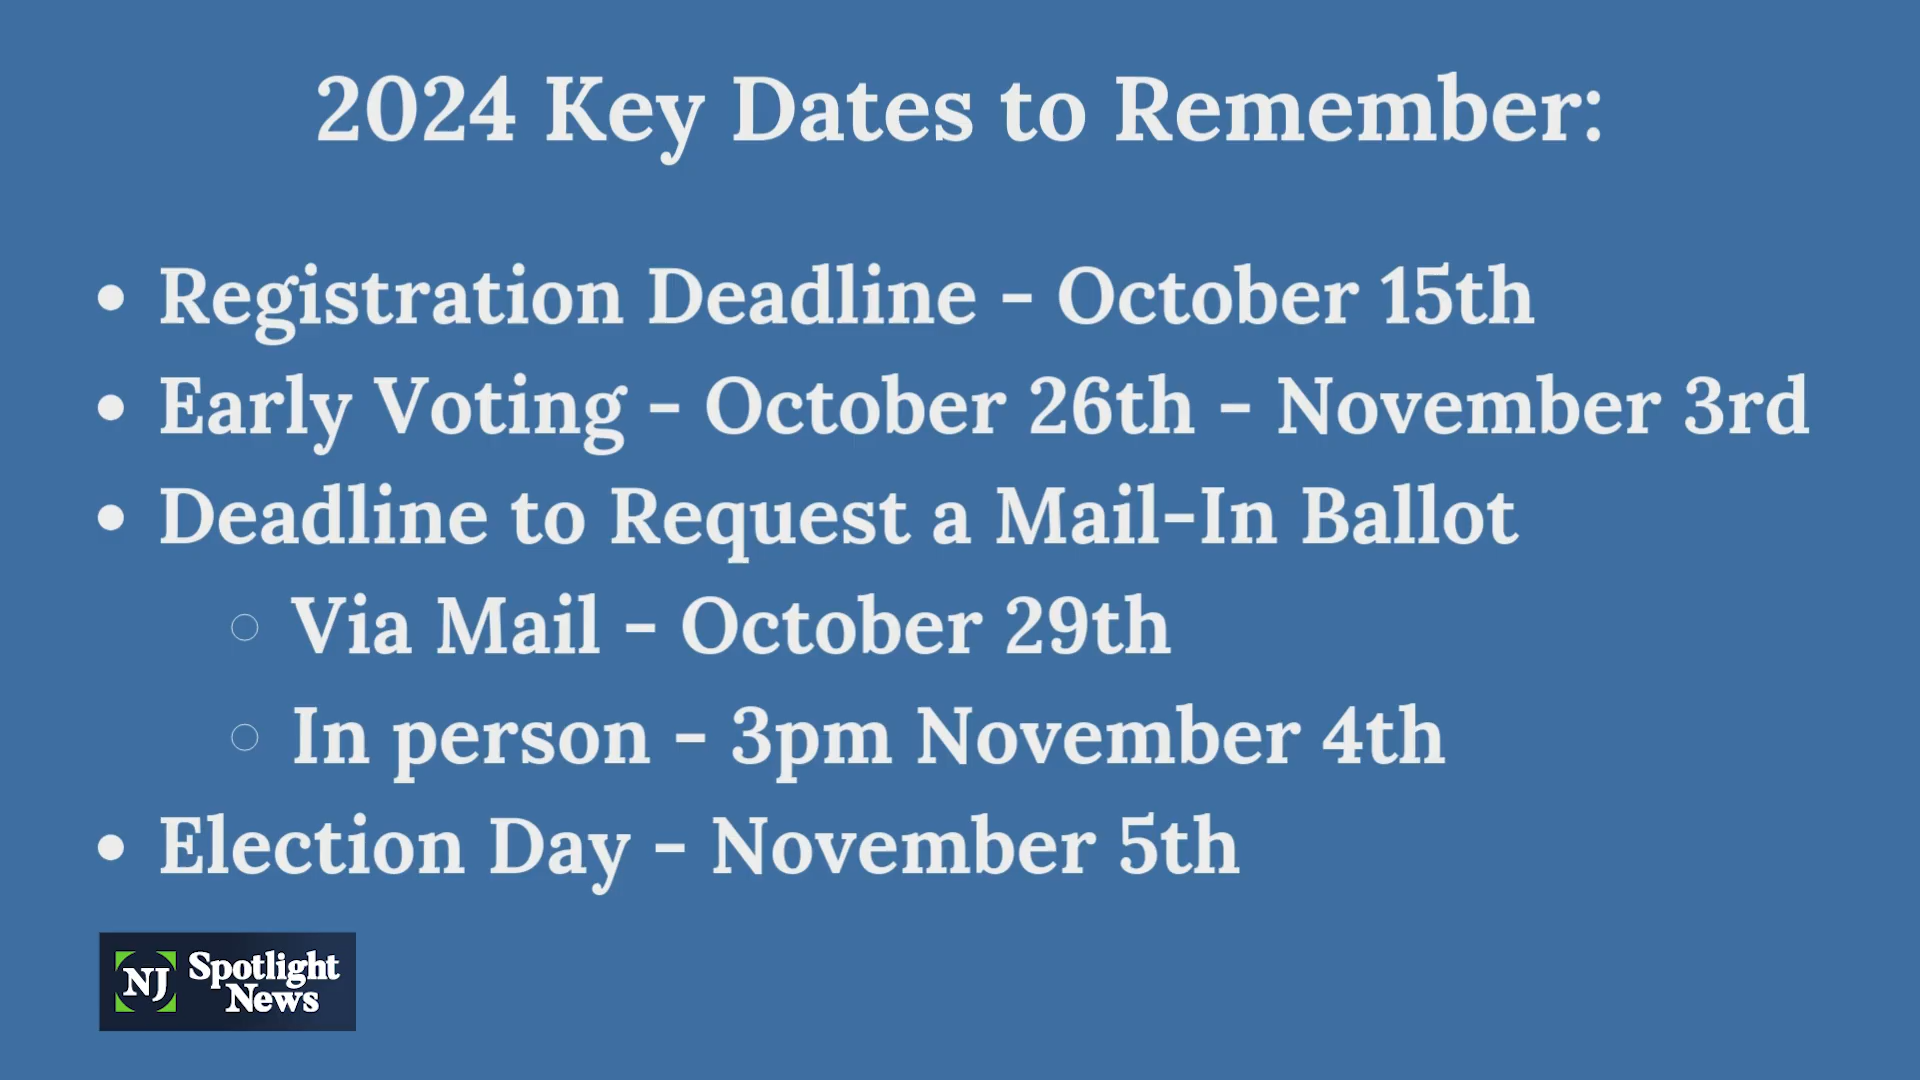 2024 Key Dates to Remember:
• Registration Deadline - October 15th
• Early Voting - October 26th - November 3rd
• Deadline to Request a Mail-In Ballot
○ Via Mail - October 29th
○ In person - 3pm November 4th
• Election Day - November 5th
NJ Spotlight
News